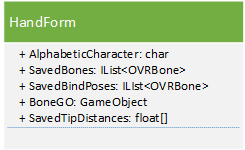 HandForm
+ AlphabeticCharacter: char
+ SavedBones: IList<OVRBone>
+ SavedBindPoses: IList<OVRBone>
+ BoneGO: GameObject
+ SavedTipDistances: float[]